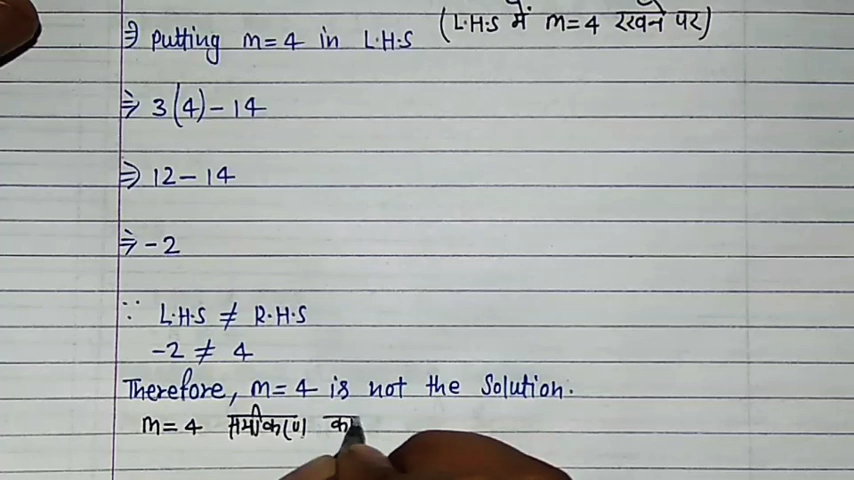 ⇒ Putting m=4 in L.H.S (L.H.S में m=4 रखने पर)
⇒ 3(4)-14
⇒ 12-14
⇒ -2
∵ L.H.S ≠ R.H.S
-2 ≠ 4
Therefore, m=4 is not the Solution.
m=4 समीकरण का